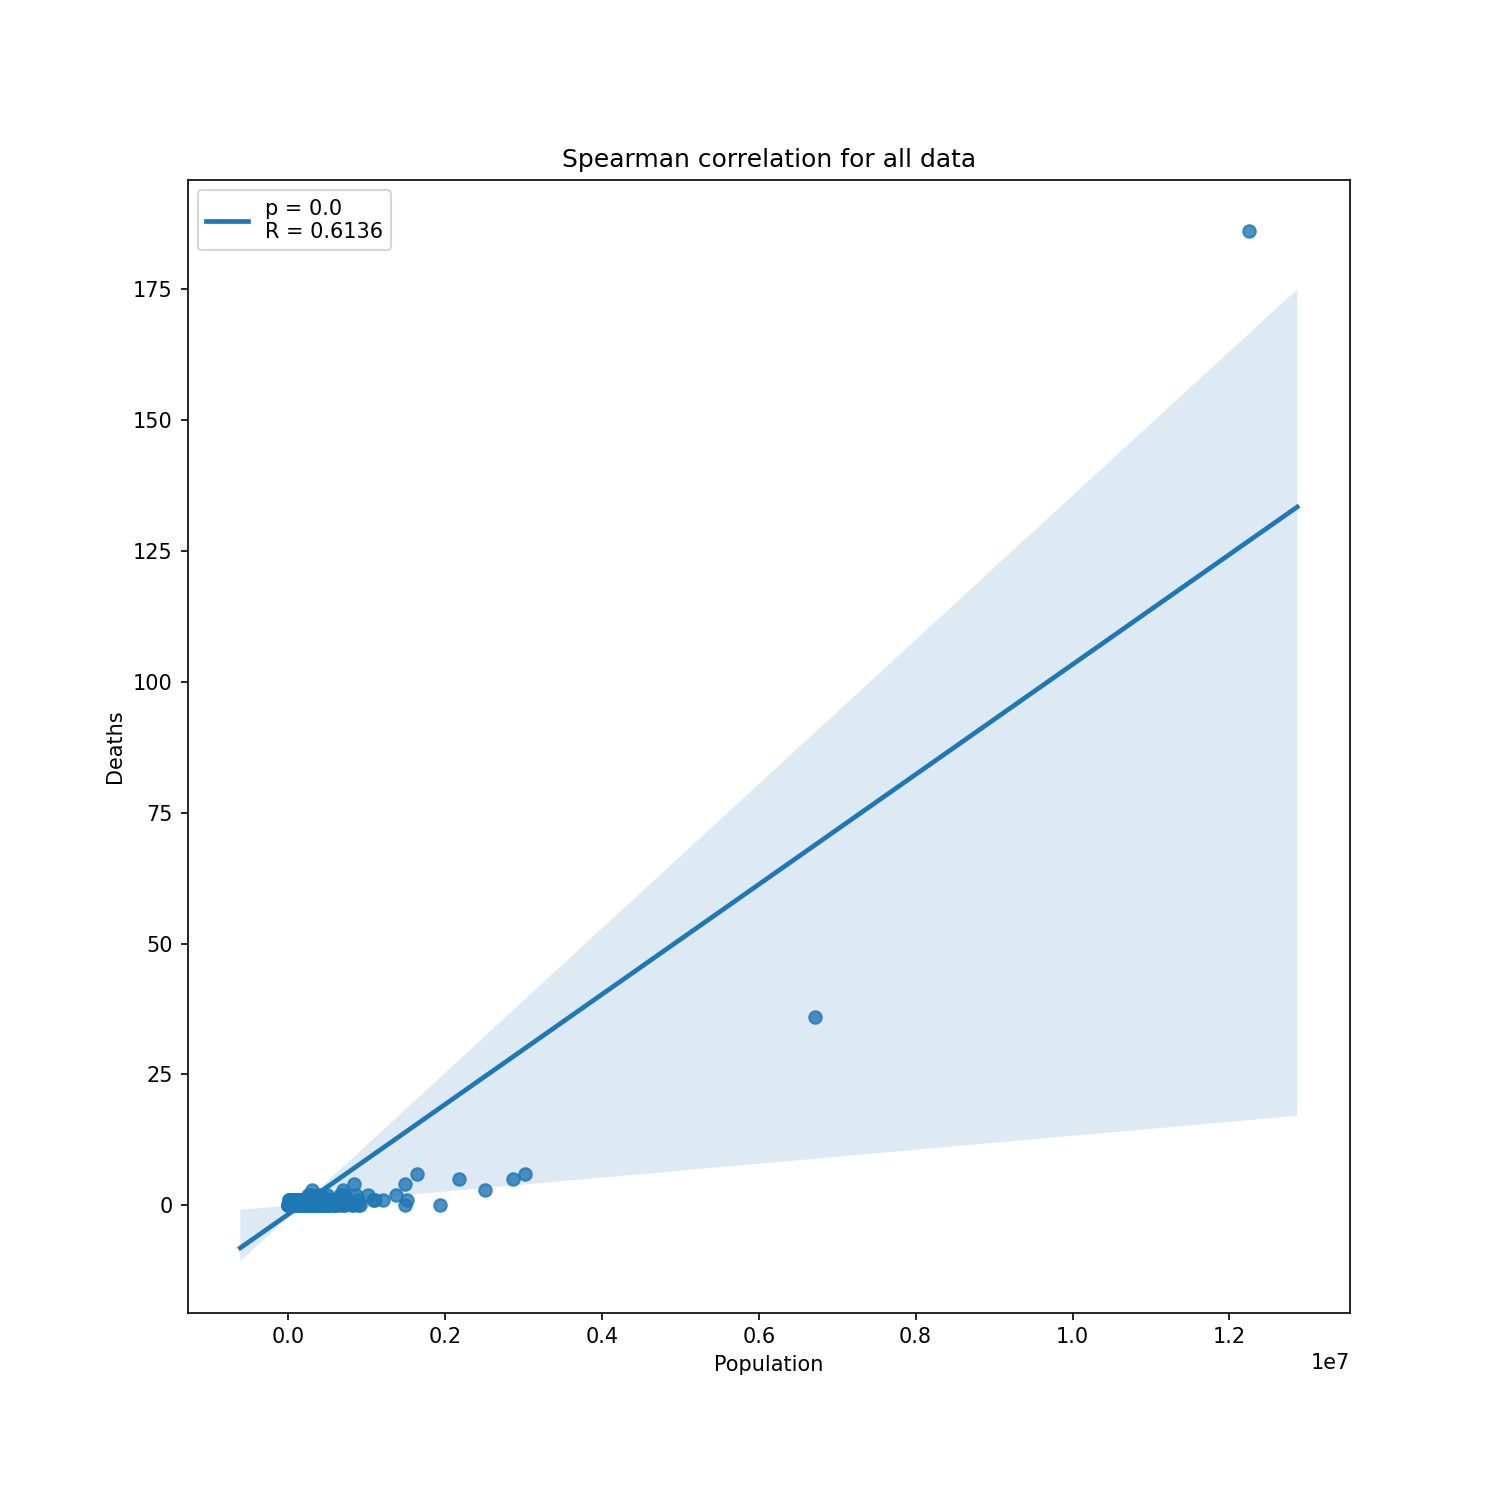 Spearman correlation for all data
p = 0.0
R = 0.6136
175
150
125
100
75
50
25
0
Deaths
0.0 0.2 0.4 0.6 0.8 1.0 1.2
1e7
Population